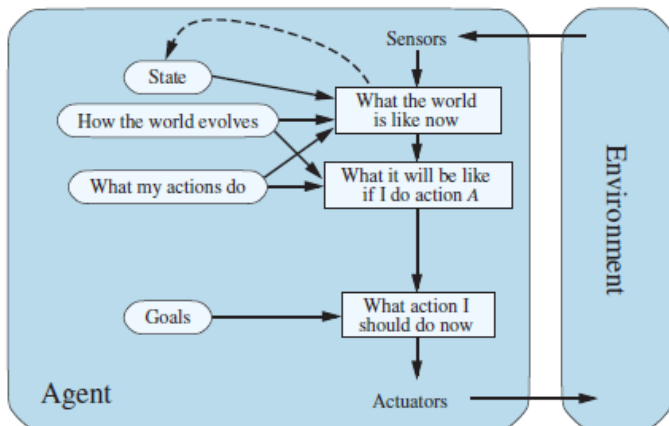 Sensors
State
What the world
is like now
How the world evolves
What my actions do
What it will be like
if I do action A
Goals
What action I
should do now
Agent
Actuators
Environment